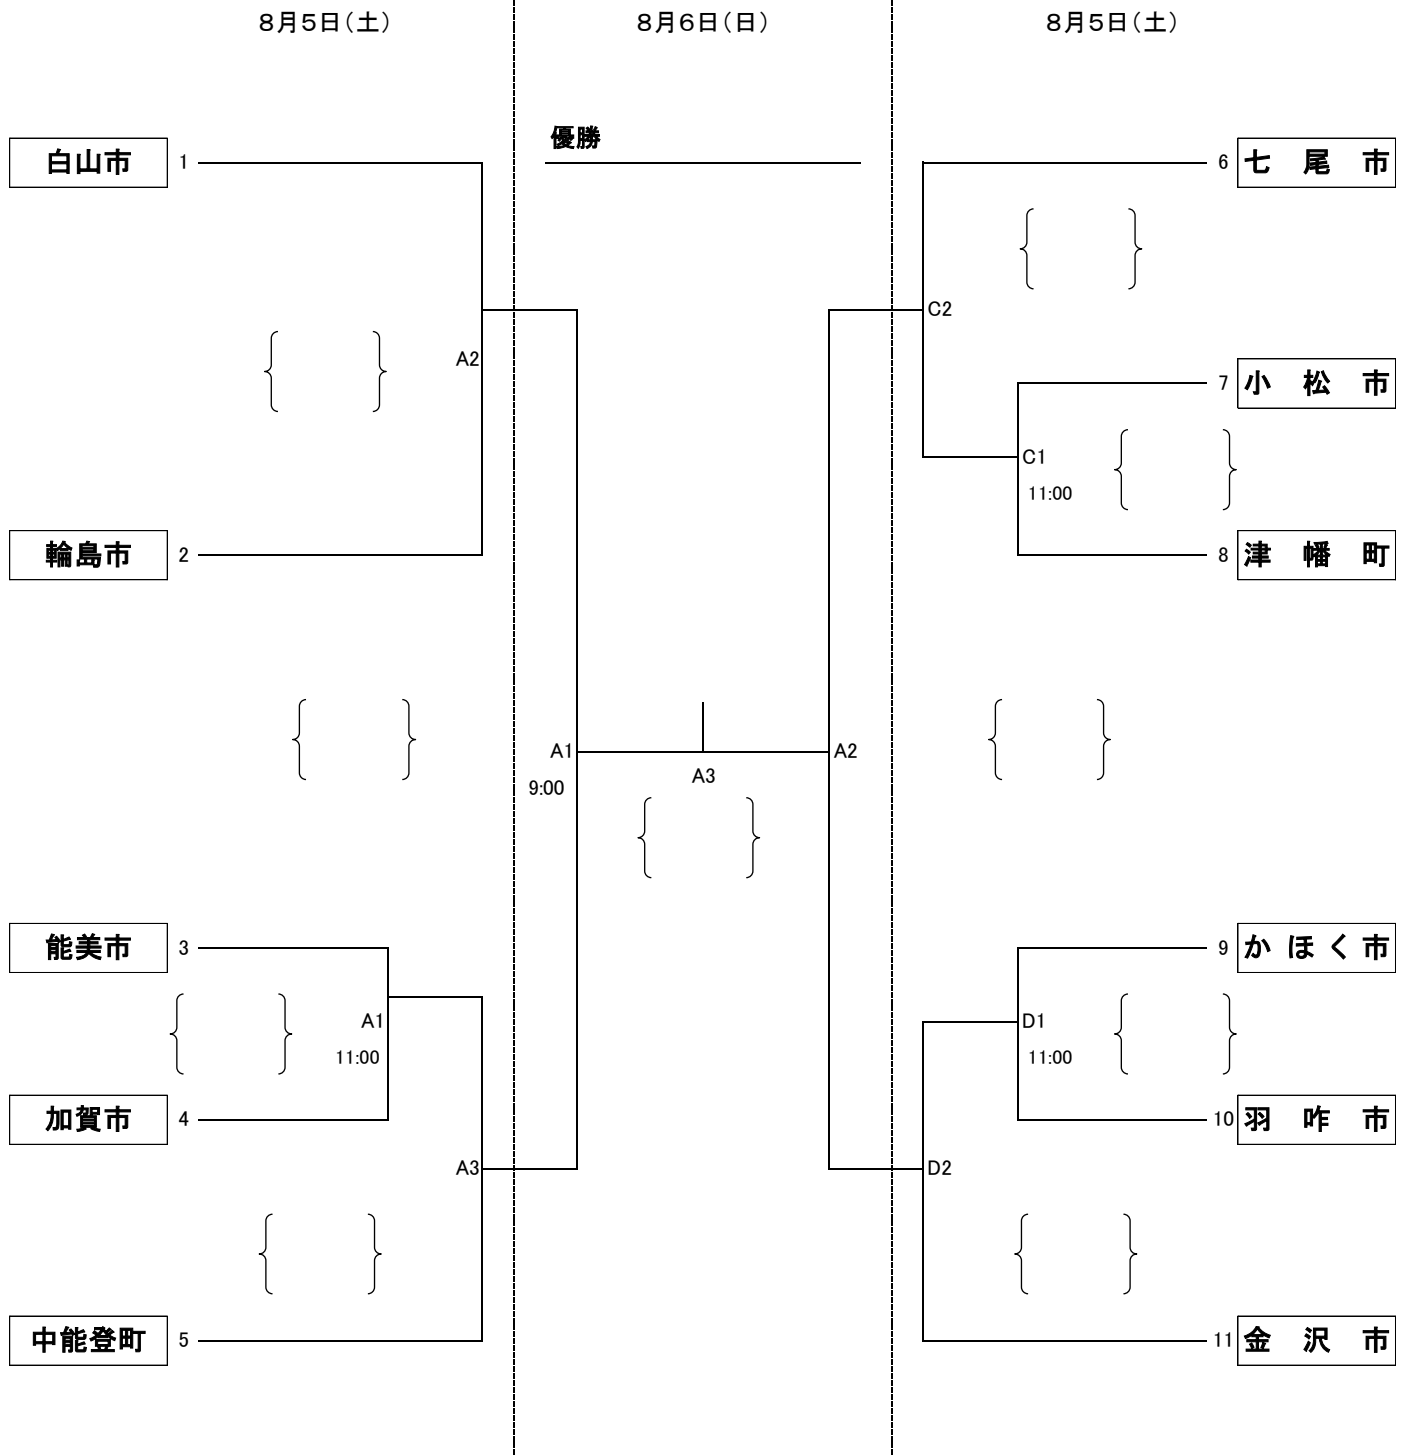 ８月５日（土）
８月６日（日）
８月５日（土）
優勝
白山市 1
6 七尾市
C2
A2
7 小松市
C1
11:00
輪島市 2
8 津幡町
A1
A2
A3
9:00
能美市 3
9 かほく市
A1
D1
11:00
11:00
加賀市 4
10 羽咋市
A3
D2
中能登町 5
11 金沢市